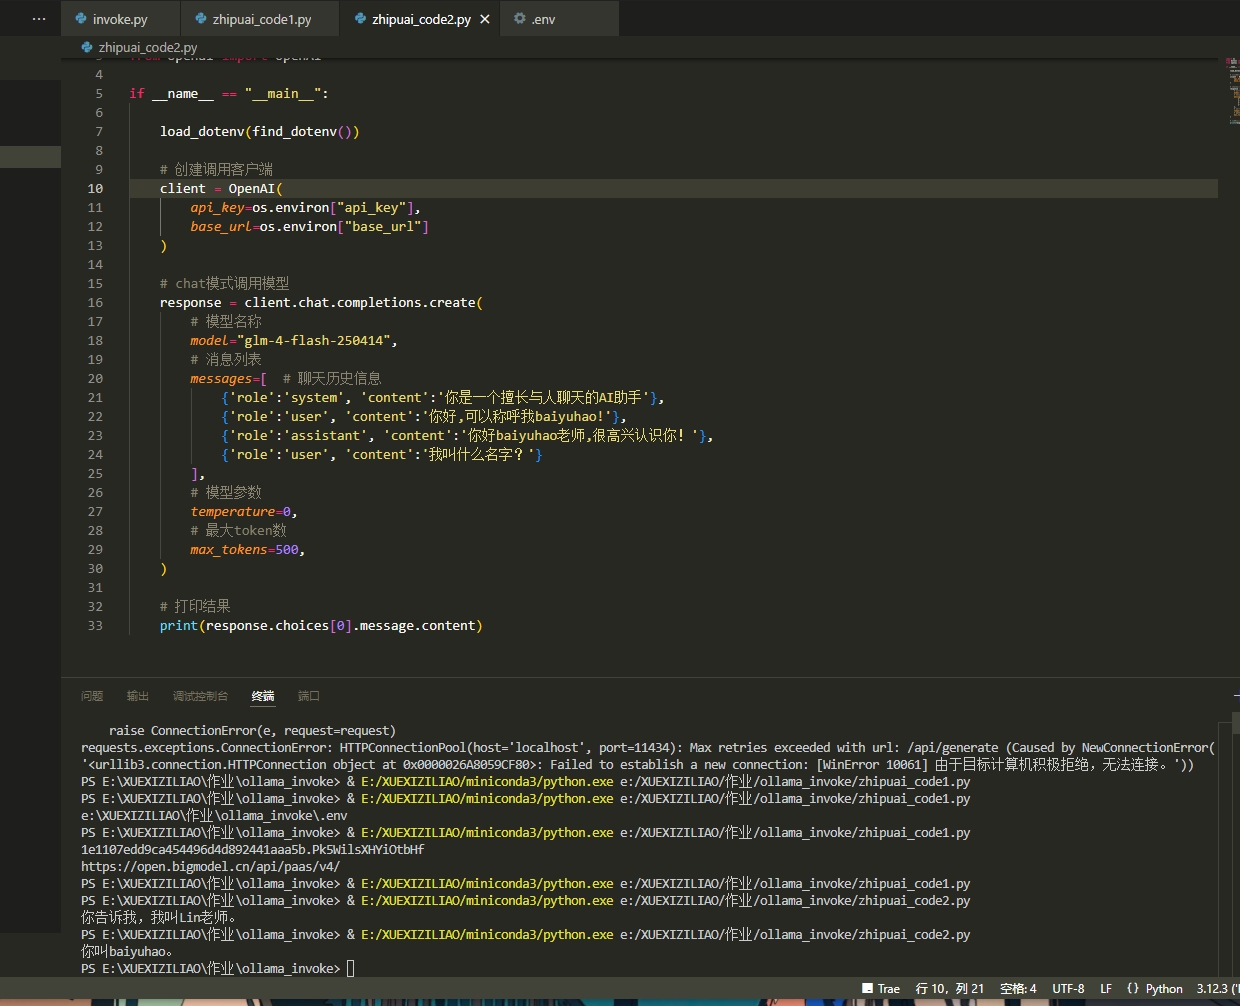 ··· invoke.py zhipuai_code1.py zhipuai_code2.py × .env
zhipuai_code2.py
3 from openai import OpenAI
4
5 if __name__ == "__main__":
6
7 load_dotenv(find_dotenv())
8
9 # 创建调用客户端
10 client = OpenAI(
11 api_key=os.environ["api_key"],
12 base_url=os.environ["base_url"]
13 )
14
15 # chat模式调用模型
16 response = client.chat.completions.create(
17 # 模型名称
18 model="glm-4-flash-250414",
19 # 消息列表
20 messages=[ # 聊天历史信息
21 {'role':'system', 'content':'你是一个擅长与人聊天的AI助手'},
22 {'role':'user', 'content':'你好,可以称呼我baiyuhao!'},
23 {'role':'assistant', 'content':'你好baiyuhao老师,很高兴认识你！'},
24 {'role':'user', 'content':'我叫什么名字？'}
25 ],
26 # 模型参数
27 temperature=0,
28 # 最大token数
29 max_tokens=500,
30 )
31
32 # 打印结果
33 print(response.choices[0].message.content)
问题 输出 调试控制台 终端 端口
raise ConnectionError(e, request=request)
requests.exceptions.ConnectionError: HTTPConnectionPool(host='localhost', port=11434): Max retries exceeded with url: /api/generate (Caused by NewConnectionError(
'<urllib3.connection.HTTPConnection object at 0x0000026A8059CF80>: Failed to establish a new connection: [WinError 10061] 由于目标计算机积极拒绝，无法连接。'))
PS E:\XUEXIZILIAO\作业\ollama_invoke> & E:/XUEXIZILIAO/miniconda3/python.exe e:/XUEXIZILIAO/作业/ollama_invoke/zhipuai_code1.py
PS E:\XUEXIZILIAO\作业\ollama_invoke> & E:/XUEXIZILIAO/miniconda3/python.exe e:/XUEXIZILIAO/作业/ollama_invoke/zhipuai_code1.py
e:\XUEXIZILIAO\作业\ollama_invoke\.env
PS E:\XUEXIZILIAO\作业\ollama_invoke> & E:/XUEXIZILIAO/miniconda3/python.exe e:/XUEXIZILIAO/作业/ollama_invoke/zhipuai_code1.py
1e1107edd9ca454496d4d892441aaa5b.Pk5WilsXHYiOtbHf
https://open.bigmodel.cn/api/paas/v4/
PS E:\XUEXIZILIAO\作业\ollama_invoke> & E:/XUEXIZILIAO/miniconda3/python.exe e:/XUEXIZILIAO/作业/ollama_invoke/zhipuai_code1.py
PS E:\XUEXIZILIAO\作业\ollama_invoke> & E:/XUEXIZILIAO/miniconda3/python.exe e:/XUEXIZILIAO/作业/ollama_invoke/zhipuai_code2.py
你告诉我，我叫Lin老师。
PS E:\XUEXIZILIAO\作业\ollama_invoke> & E:/XUEXIZILIAO/miniconda3/python.exe e:/XUEXIZILIAO/作业/ollama_invoke/zhipuai_code2.py
你叫baiyuhao。
PS E:\XUEXIZILIAO\作业\ollama_invoke>
Trae 行 10，列 21 空格: 4 UTF-8 LF {} Python 3.12.3 ('